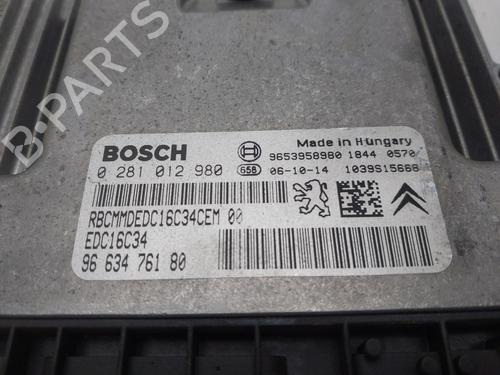 BOSCH
Made in Hungary
9653958980 1844 0570
0 281 012 980 658 06-10-14 1039S15668
RBCMMDEDC16C34CEM 00
EDC16C34
96 634 761 80
B-PARTS